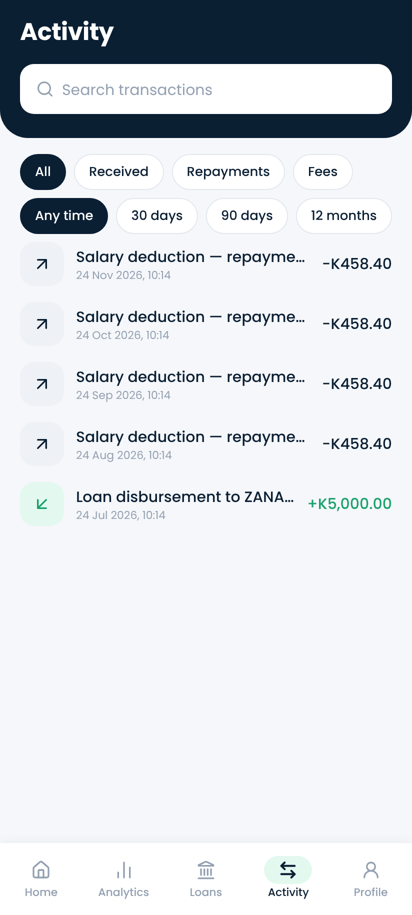 Activity
Search transactions
All Received Repayments Fees
Any time 30 days 90 days 12 months
Salary deduction — repayme... -K458.40
24 Nov 2026, 10:14
Salary deduction — repayme... -K458.40
24 Oct 2026, 10:14
Salary deduction — repayme... -K458.40
24 Sep 2026, 10:14
Salary deduction — repayme... -K458.40
24 Aug 2026, 10:14
Loan disbursement to ZANA... +K5,000.00
24 Jul 2026, 10:14
Home Analytics Loans Activity Profile